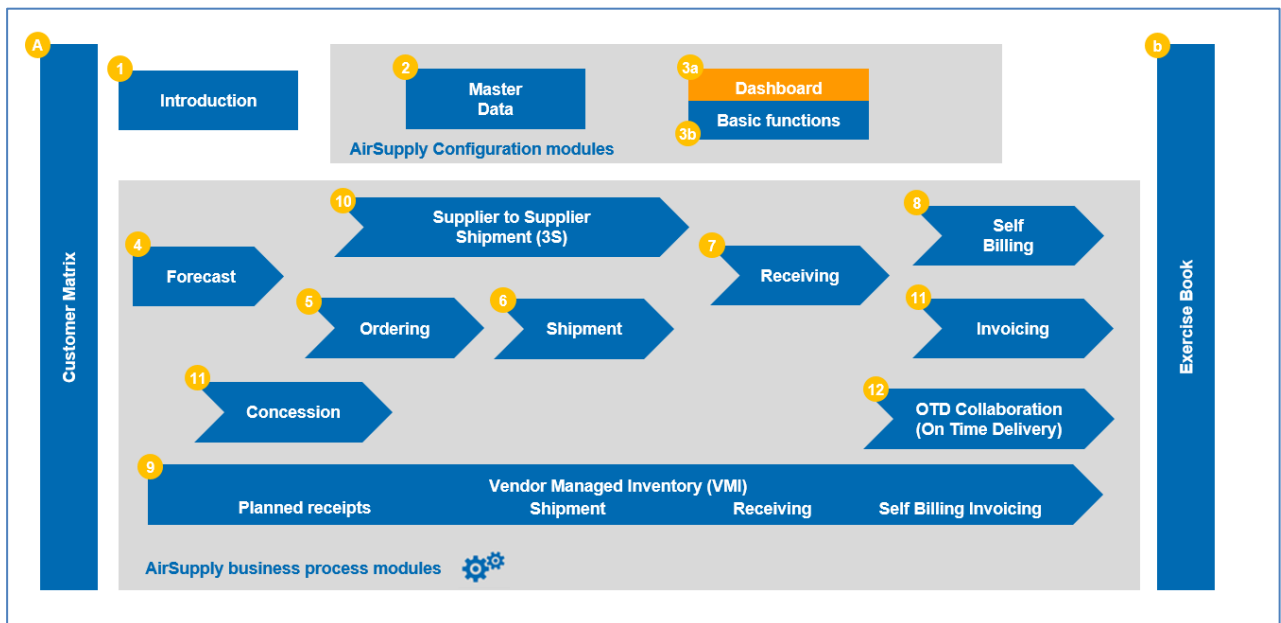 A
Customer Matrix
1
Introduction
2
Master
Data
3a
Dashboard
3b
Basic functions
AirSupply Configuration modules
b
Exercise Book
10
Supplier to Supplier
Shipment (3S)
8
Self
Billing
4
Forecast
7
Receiving
5
Ordering
6
Shipment
11
Invoicing
11
Concession
12
OTD Collaboration
(On Time Delivery)
9
Vendor Managed Inventory (VMI)
Planned receipts Shipment Receiving Self Billing Invoicing
AirSupply business process modules